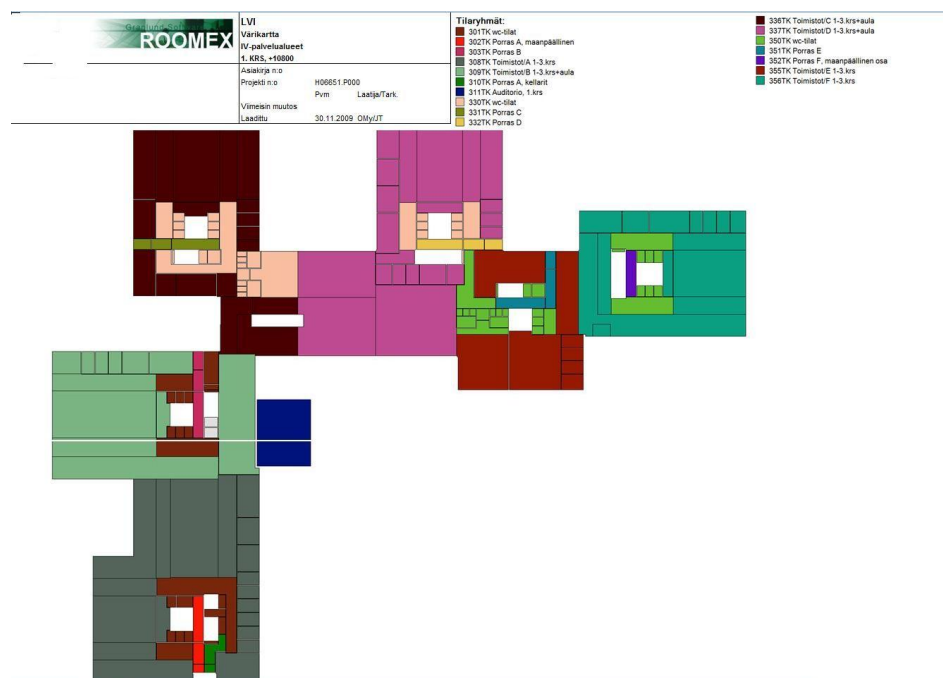 Granlund
ROOMEX
LVI
Värikartta
IV-palvelualueet
1. KRS, +10800
Asiakirja n:o
Projekti n:o H06651.P000
Pvm Laatija/Tark.
Viimeisin muutos
Laadittu 30.11.2009 OMy/JT
Tilaryhmät:
301TK wc-tilat
302TK Porras A, maanpäällinen
303TK Porras B
308TK Toimistot/A 1-3.krs
309TK Toimistot/B 1-3.krs+aula
310TK Porras A, kellarit
311TK Auditorio, 1.krs
330TK wc-tilat
331TK Porras C
332TK Porras D
336TK Toimistot/C 1-3.krs+aula
337TK Toimistot/D 1-3.krs+aula
350TK wc-tilat
351TK Porras E
352TK Porras F, maanpäällinen osa
355TK Toimistot/E 1-3.krs
356TK Toimistot/F 1-3.krs